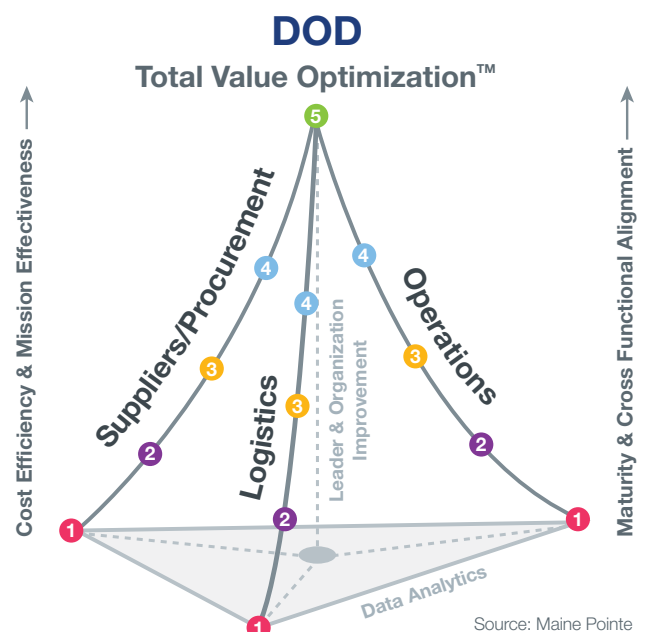 DOD
Total Value Optimization™
Cost Efficiency & Mission Effectiveness
Maturity & Cross Functional Alignment
5
Suppliers/Procurement
4
3
2
1
Logistics
4
3
2
1
Operations
4
3
2
1
Leader & Organization
Improvement
Data Analytics
Source: Maine Pointe